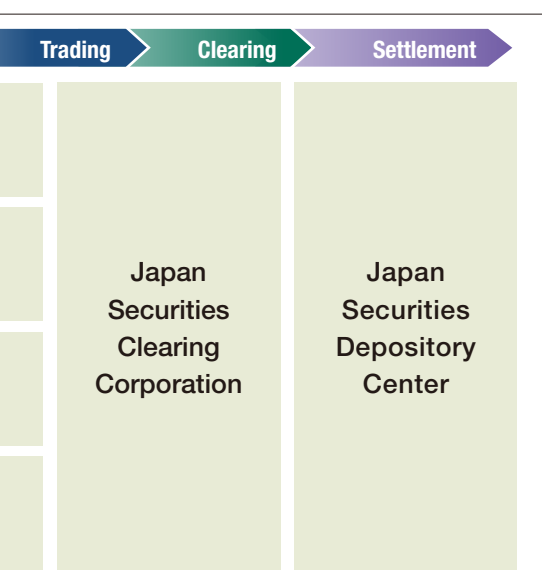 Trading Clearing Settlement
Japan
Securities
Clearing
Corporation
Japan
Securities
Depository
Center